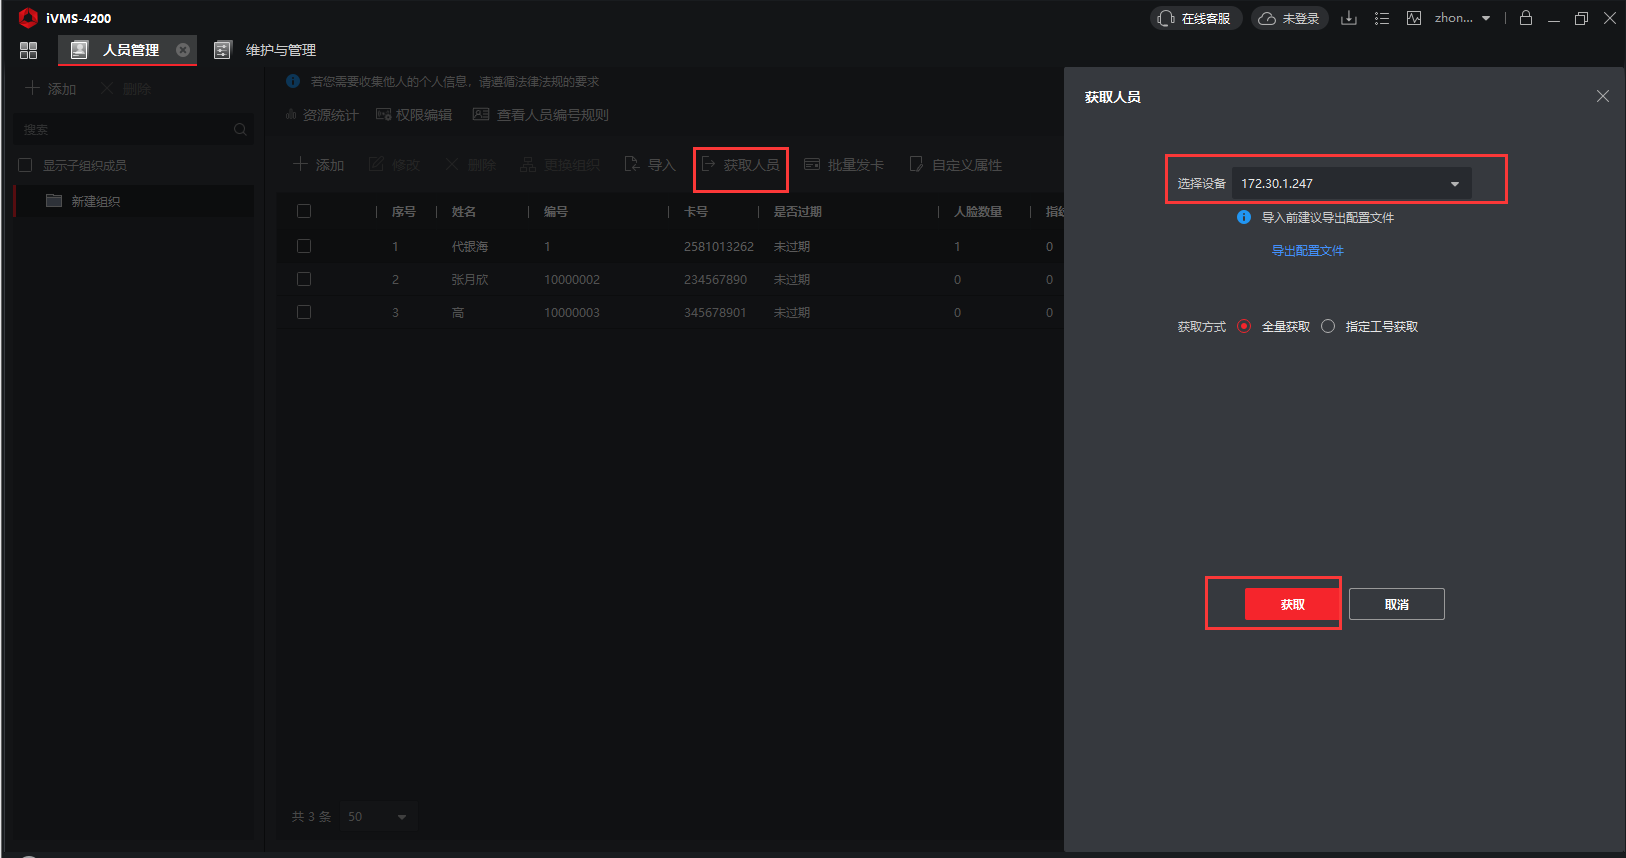 iVMS-4200
在线客服
未登录
zhon...
人员管理
维护与管理
添加
删除
搜索
显示子组织成员
新建组织
若您需要收集他人的个人信息，请遵循法律法规的要求
资源统计 权限编辑 查看人员编号规则
添加 修改 删除 更换组织 导入 获取人员 批量发卡 自定义属性
序号 姓名 编号 卡号 是否过期 人脸数量
1 代银海 1 2581013262 未过期 1 0
2 张月欣 10000002 234567890 未过期 0 0
3 高 10000003 345678901 未过期 0 0
共 3 条 50
获取人员
选择设备 172.30.1.247
导入前建议导出配置文件
导出配置文件
获取方式 全量获取 指定工号获取
获取 取消